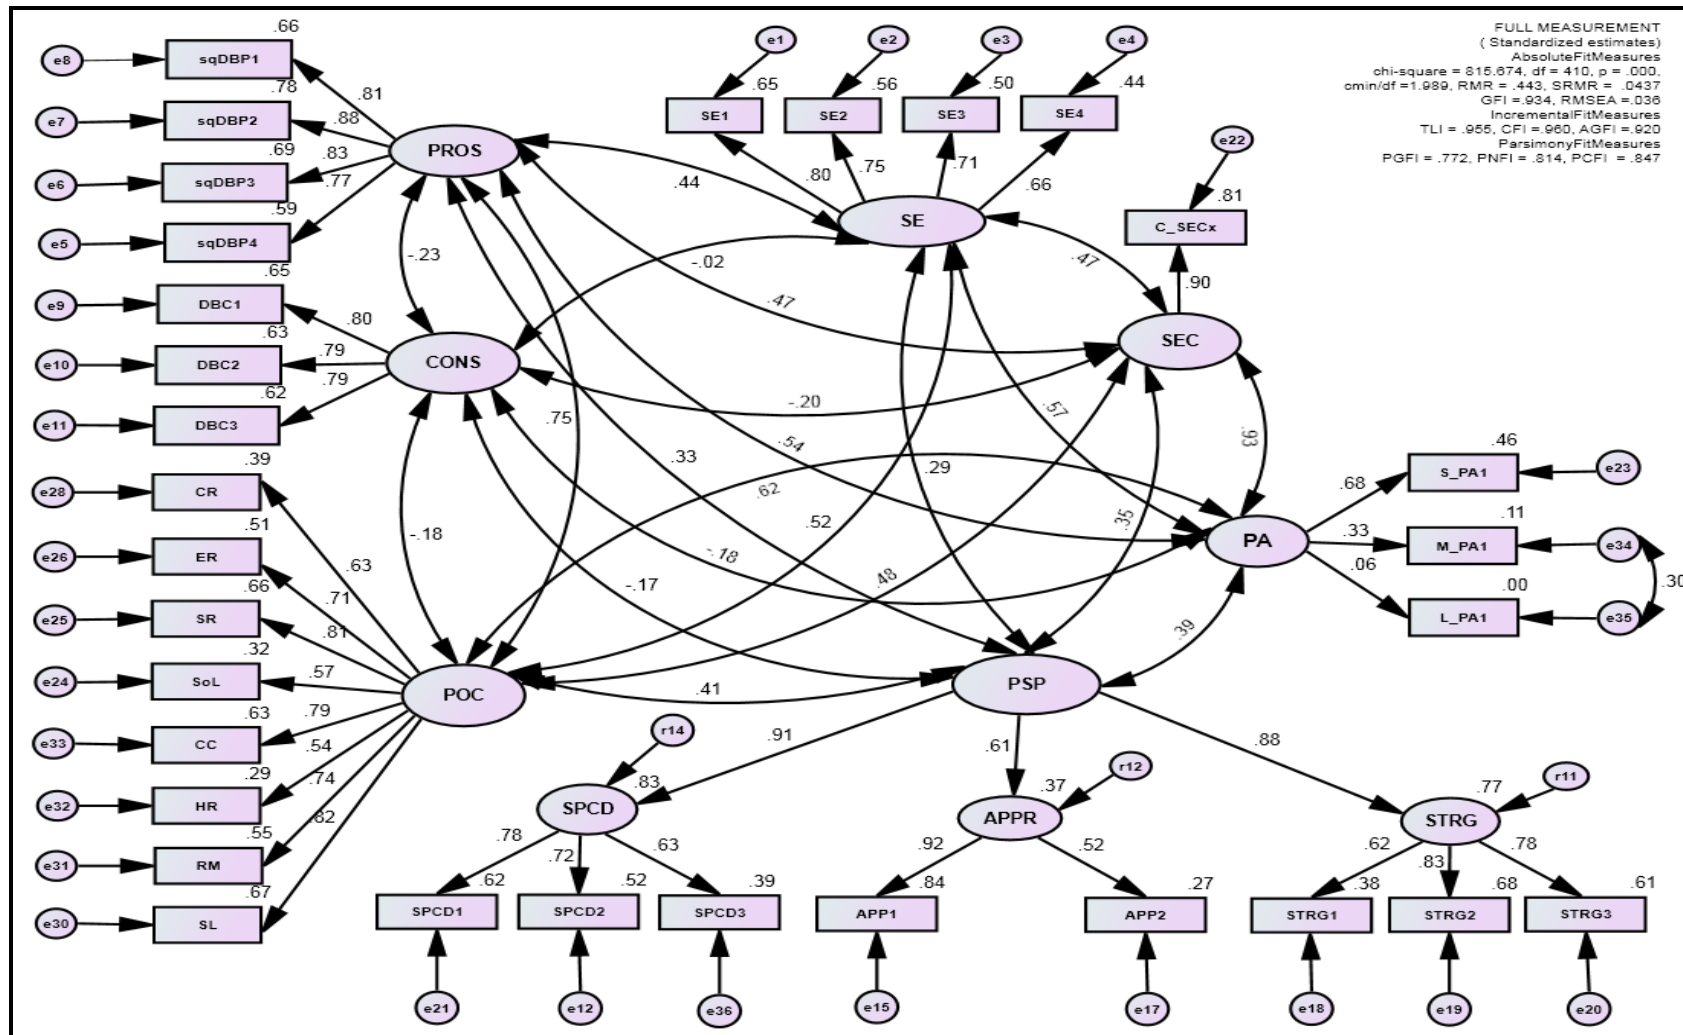 FULL MEASUREMENT
( Standardized estimates)
AbsoluteFitMeasures
chi-square = 815.674, df = 410, p = .000,
cmin/df =1.989, RMR = .443, SRMR = .0437
GFI =.934, RMSEA =.036
IncrementalFitMeasures
TLI = .955, CFI =.960, AGFI =.920
ParsimonyFitMeasures
PGFI = .772, PNFI = .814, PCFI = .847
.66
e8
sqDBP1
.81
.78
e7
sqDBP2
.88
.69
e6
sqDBP3
.83
.77
.59
e5
sqDBP4
PROS
.65
e9
DBC1
.80
.63
e10
DBC2
.79
.79
.62
e11
DBC3
CONS
.39
e28
CR
.63
.51
e26
ER
.71
.66
e25
SR
.81
.32
e24
SoL
.57
.63
e33
CC
.79
.54
.29
e32
HR
.74
.55
e31
RM
.82
.67
e30
SL
POC
e1
e2
e3
e4
.65
.56
.50
.44
SE1
SE2
SE3
SE4
.80
.75
.71
.66
SE
e22
.81
C_SECx
.90
SEC
.44
-.23
-.02
.47
.47
-.20
.75
.33
.54
.57
.93
.29
.62
.52
.35
-.18
-.17
-.18
.48
.41
.39
PA
.46
.68
S_PA1
e23
.11
.33
M_PA1
e34
.06
.00
L_PA1
e35
.30
PSP
.91
.61
.88
r14
.83
SPCD
r12
.37
APPR
r11
.77
STRG
.78
.72
.63
.92
.52
.62
.83
.78
.62
.52
.39
.84
.27
.38
.68
.61
SPCD1
SPCD2
SPCD3
APP1
APP2
STRG1
STRG2
STRG3
e21
e12
e36
e15
e17
e18
e19
e20